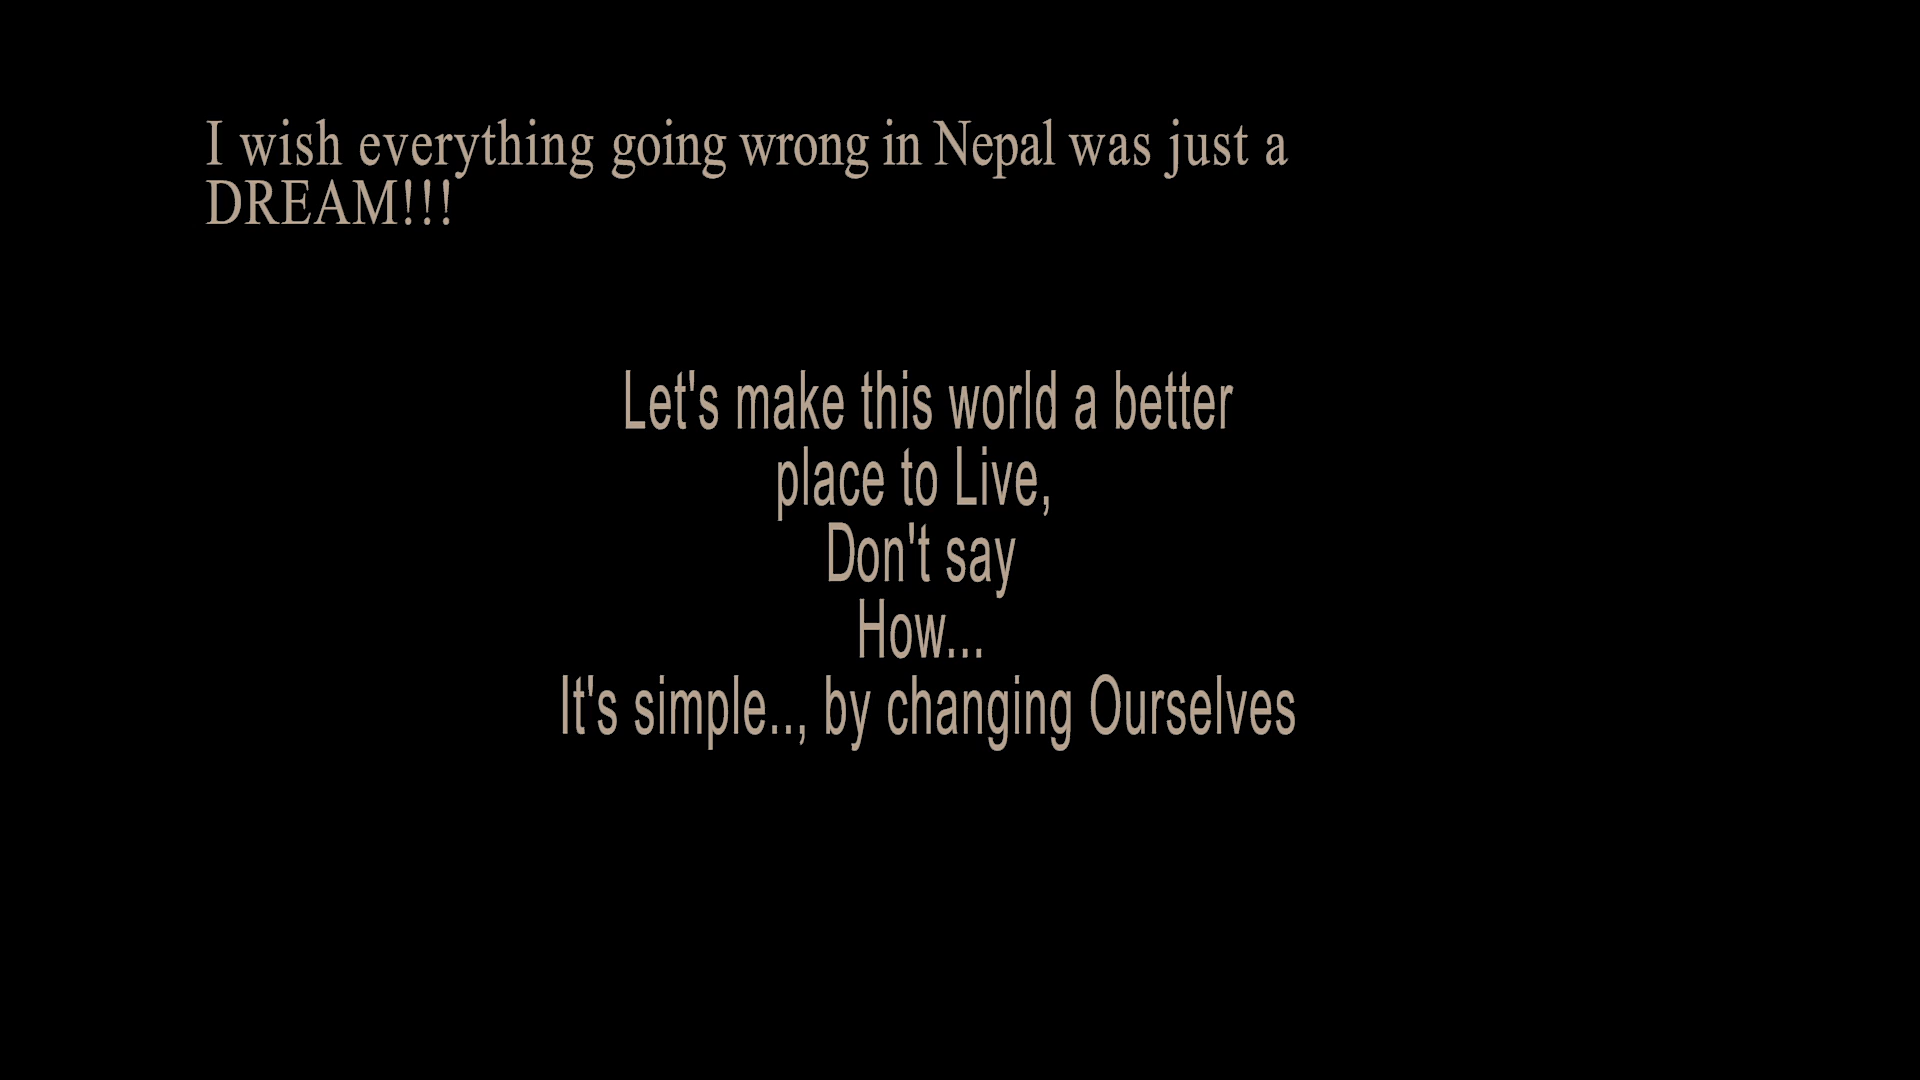 I wish everything going wrong in Nepal was just a
DREAM!!!
Let's make this world a better
place to Live,
Don't say
How...
It's simple.., by changing Ourselves